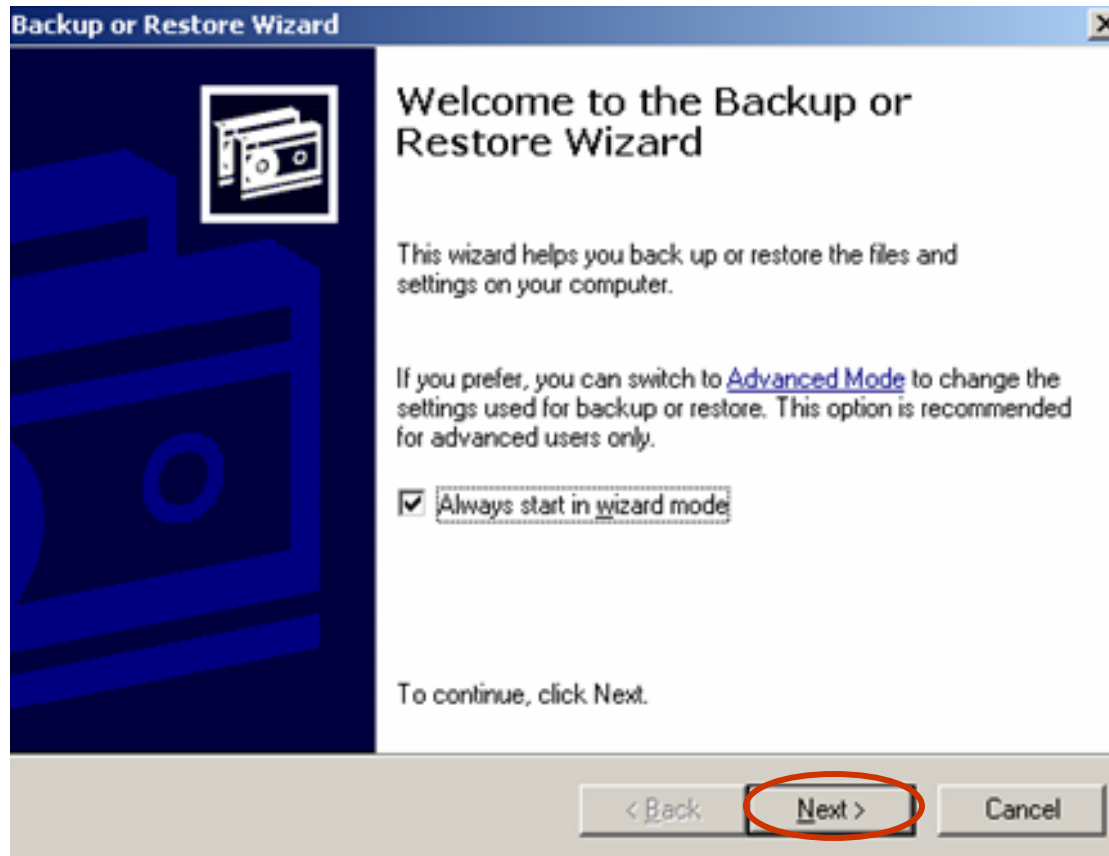 Backup or Restore Wizard
Welcome to the Backup or
Restore Wizard
This wizard helps you back up or restore the files and
settings on your computer.
If you prefer, you can switch to Advanced Mode to change the
settings used for backup or restore. This option is recommended
for advanced users only.
Always start in wizard mode
To continue, click Next.
< Back Next > Cancel